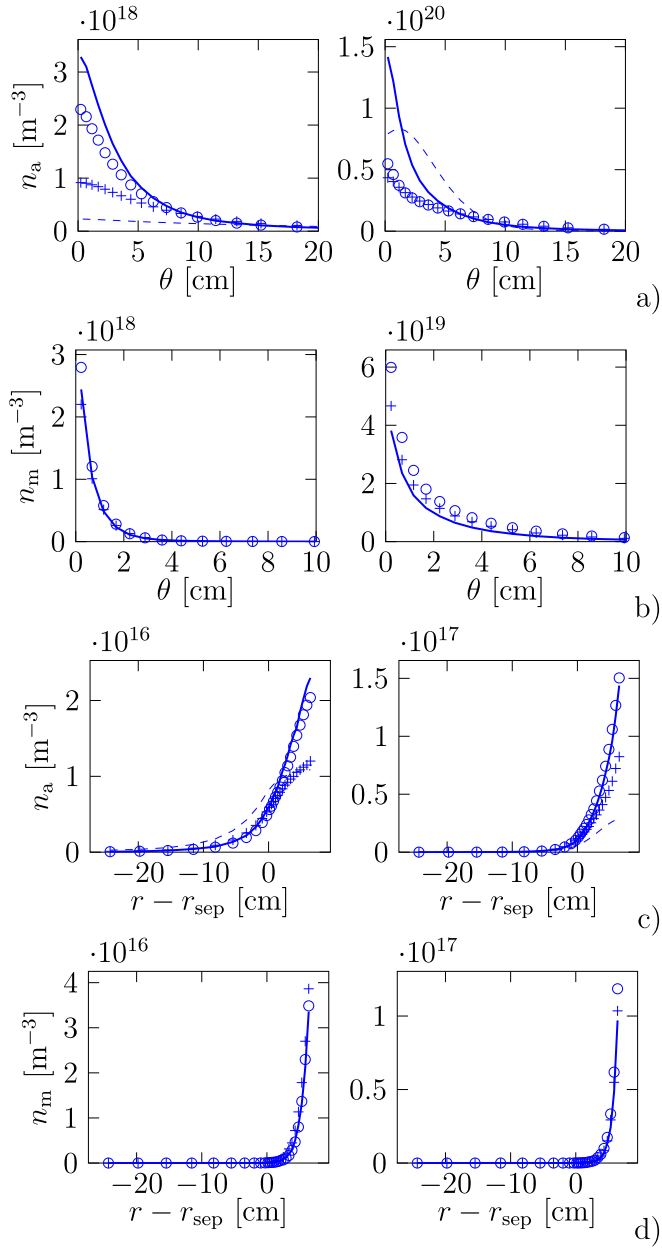 ·10^18
n_a [m^−3]
3
2
1
0
0 5 10 15 20
θ [cm]
·10^20
1.5
1
0.5
0
0 5 10 15 20
θ [cm]
a)
·10^18
n_m [m^−3]
3
2
1
0
0 2 4 6 8 10
θ [cm]
·10^19
6
4
2
0
0 2 4 6 8 10
θ [cm]
b)
·10^16
n_a [m^−3]
2
1
0
−20 −10 0
r − r_sep [cm]
·10^17
1.5
1
0.5
0
−20 −10 0
r − r_sep [cm]
c)
·10^16
n_m [m^−3]
4
3
2
1
0
−20 −10 0
r − r_sep [cm]
·10^17
1
0.5
0
−20 −10 0
r − r_sep [cm]
d)